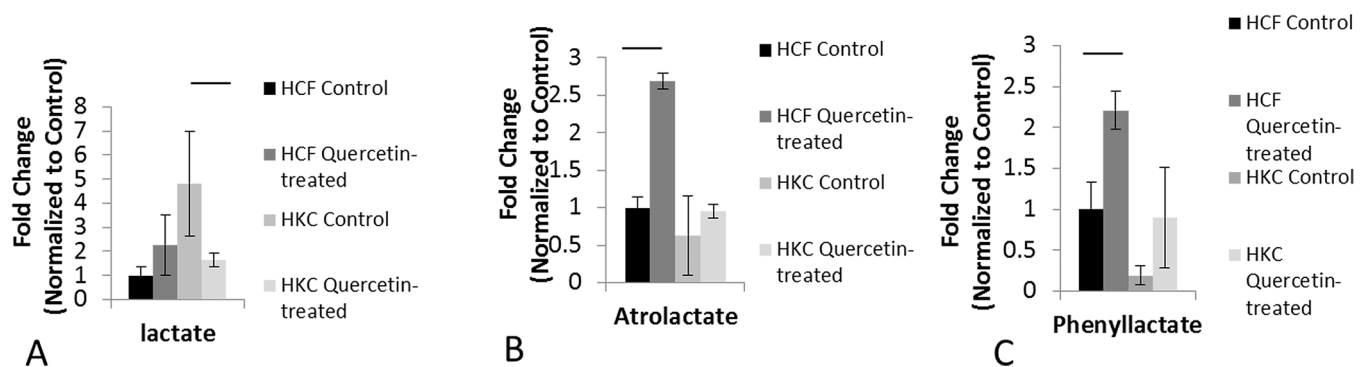 Fold Change
(Normalized to Control)
8
7
6
5
4
3
2
1
0
lactate
HCF Control
HCF Quercetin-
treated
HKC Control
HKC Quercetin-
treated
A
Fold Change
(Normalized to Control)
3
2.5
2
1.5
1
0.5
0
Atrolactate
HCF Control
HCF Quercetin-
treated
HKC Control
HKC Quercetin-
treated
B
Fold Change
(Normalized to Control)
3
2.5
2
1.5
1
0.5
0
Phenyllactate
HCF Control
HCF
Quercetin-
treated
HKC Control
HKC
Quercetin-
treated
C